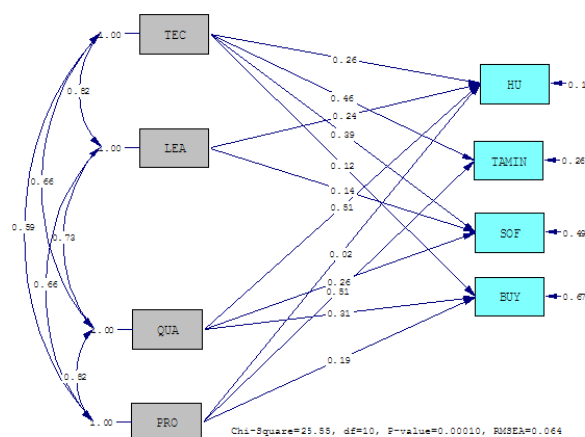 1.00 TEC
0.26
HU
0.1
0.82
0.46
0.24
0.39
1.00 LEA
TAMIN
0.26
0.12
0.14
0.66
0.51
0.59
0.73
SOF
0.49
0.02
0.66
0.26
0.51
BUY
0.67
0.31
1.00 QUA
0.82
0.19
1.00 PRO
Chi-Square=25.55, df=10, P-value=0.00010, RMSEA=0.064